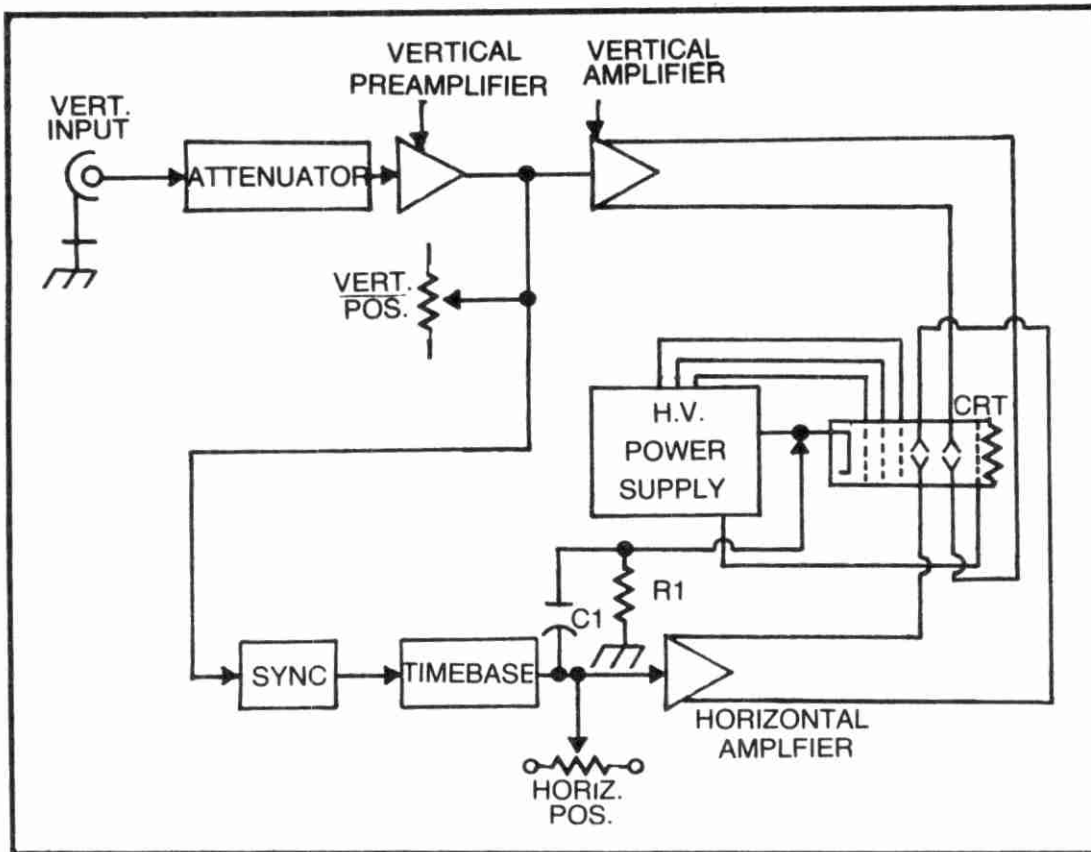 VERTICAL
PREAMPLIFIER
VERTICAL
AMPLIFIER
VERT.
INPUT
ATTENUATOR
VERT.
POS.
H.V.
POWER
SUPPLY
CRT
R1
C1
SYNC
TIMEBASE
HORIZONTAL
AMPLFIER
HORIZ.
POS.